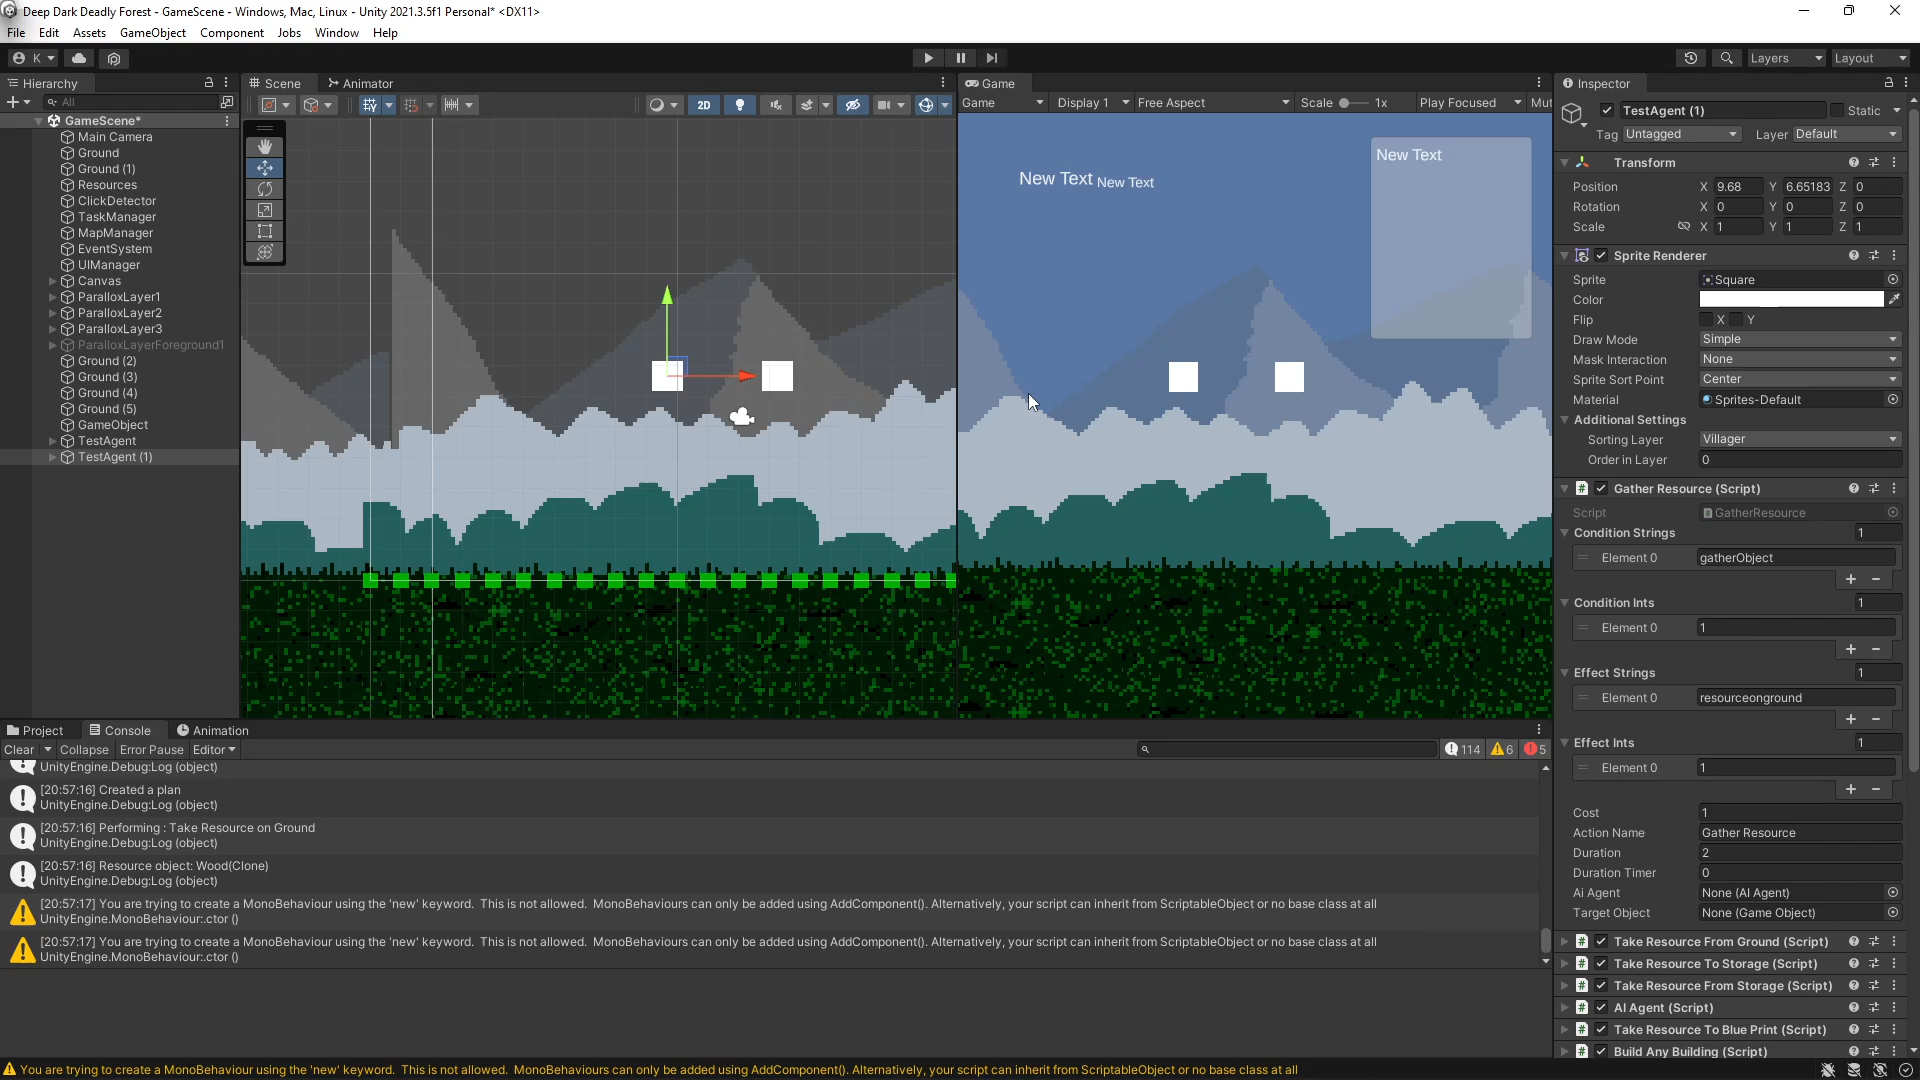 Deep Dark Deadly Forest - GameScene - Windows, Mac, Linux - Unity 2021.3.5f1 Personal* <DX11>
File Edit Assets GameObject Component Jobs Window Help
K Layers Layout
Hierarchy
All
GameScene*
Main Camera
Ground
Ground (1)
Resources
ClickDetector
TaskManager
MapManager
EventSystem
UIManager
Canvas
ParalloxLayer1
ParalloxLayer2
ParalloxLayer3
ParalloxLayerForeground1
Ground (2)
Ground (3)
Ground (4)
Ground (5)
GameObject
TestAgent
TestAgent (1)
Scene Animator
2D
Game
Game Display 1 Free Aspect Scale 1x Play Focused Mut
New Text
New Text New Text
Inspector
TestAgent (1) Static
Tag Untagged Layer Default
Transform
Position X 9.68 Y 6.65183 Z 0
Rotation X 0 Y 0 Z 0
Scale X 1 Y 1 Z 1
Sprite Renderer
Sprite Square
Color
Flip X Y
Draw Mode Simple
Mask Interaction None
Sprite Sort Point Center
Material Sprites-Default
Additional Settings
Sorting Layer Villager
Order in Layer 0
# Gather Resource (Script)
Script GatherResource
Condition Strings 1
= Element 0 gatherObject
+ −
Condition Ints 1
= Element 0 1
+ −
Effect Strings 1
= Element 0 resourceonground
+ −
Effect Ints 1
= Element 0 1
+ −
Cost 1
Action Name Gather Resource
Duration 2
Duration Timer 0
Ai Agent None (AI Agent)
Target Object None (Game Object)
# Take Resource From Ground (Script)
# Take Resource To Storage (Script)
# Take Resource From Storage (Script)
# AI Agent (Script)
# Take Resource To Blue Print (Script)
# Build Any Building (Script)
Project Console Animation
Clear Collapse Error Pause Editor 114 6 5
UnityEngine.Debug:Log (object)
[20:57:16] Created a plan
UnityEngine.Debug:Log (object)
[20:57:16] Performing : Take Resource on Ground
UnityEngine.Debug:Log (object)
[20:57:16] Resource object: Wood(Clone)
UnityEngine.Debug:Log (object)
[20:57:17] You are trying to create a MonoBehaviour using the 'new' keyword. This is not allowed. MonoBehaviours can only be added using AddComponent(). Alternatively, your script can inherit from ScriptableObject or no base class at all
UnityEngine.MonoBehaviour:.ctor ()
[20:57:17] You are trying to create a MonoBehaviour using the 'new' keyword. This is not allowed. MonoBehaviours can only be added using AddComponent(). Alternatively, your script can inherit from ScriptableObject or no base class at all
UnityEngine.MonoBehaviour:.ctor ()
You are trying to create a MonoBehaviour using the 'new' keyword. This is not allowed. MonoBehaviours can only be added using AddComponent(). Alternatively, your script can inherit from ScriptableObject or no base class at all